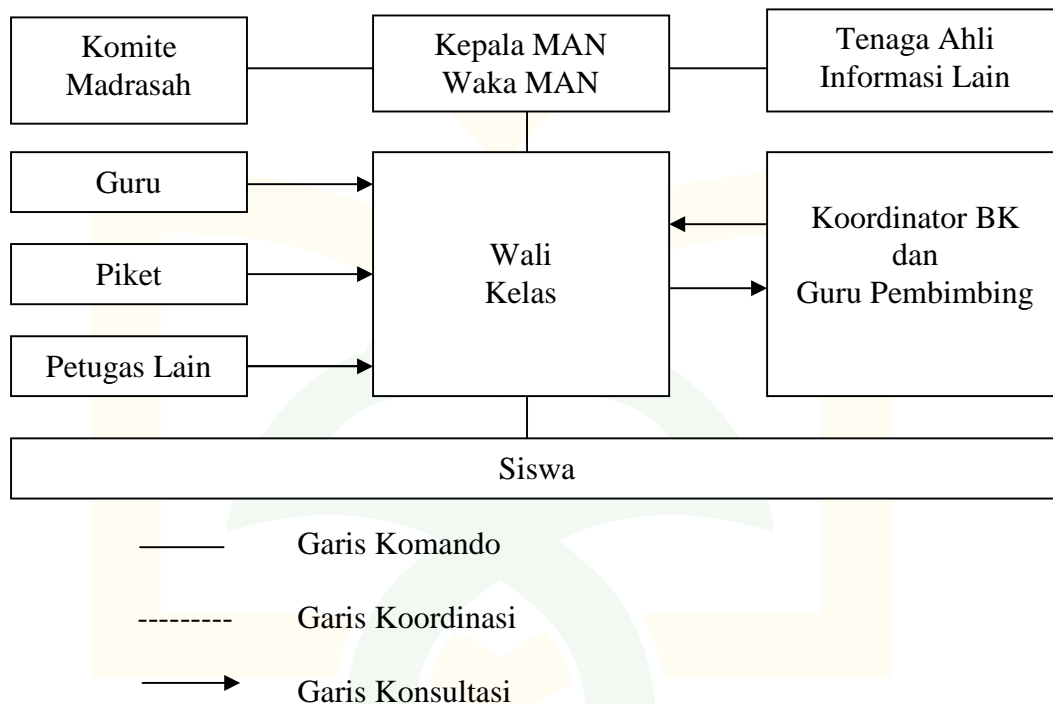 Komite
Madrasah
Kepala MAN
Waka MAN
Tenaga Ahli
Informasi Lain
Guru
Piket
Petugas Lain
Wali
Kelas
Koordinator BK
dan
Guru Pembimbing
Siswa
Garis Komando
Garis Koordinasi
Garis Konsultasi